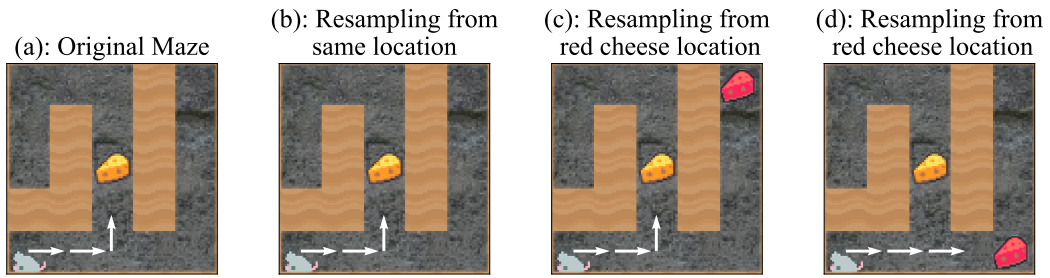 (a): Original Maze
(b): Resampling from
same location
(c): Resampling from
red cheese location
(d): Resampling from
red cheese location